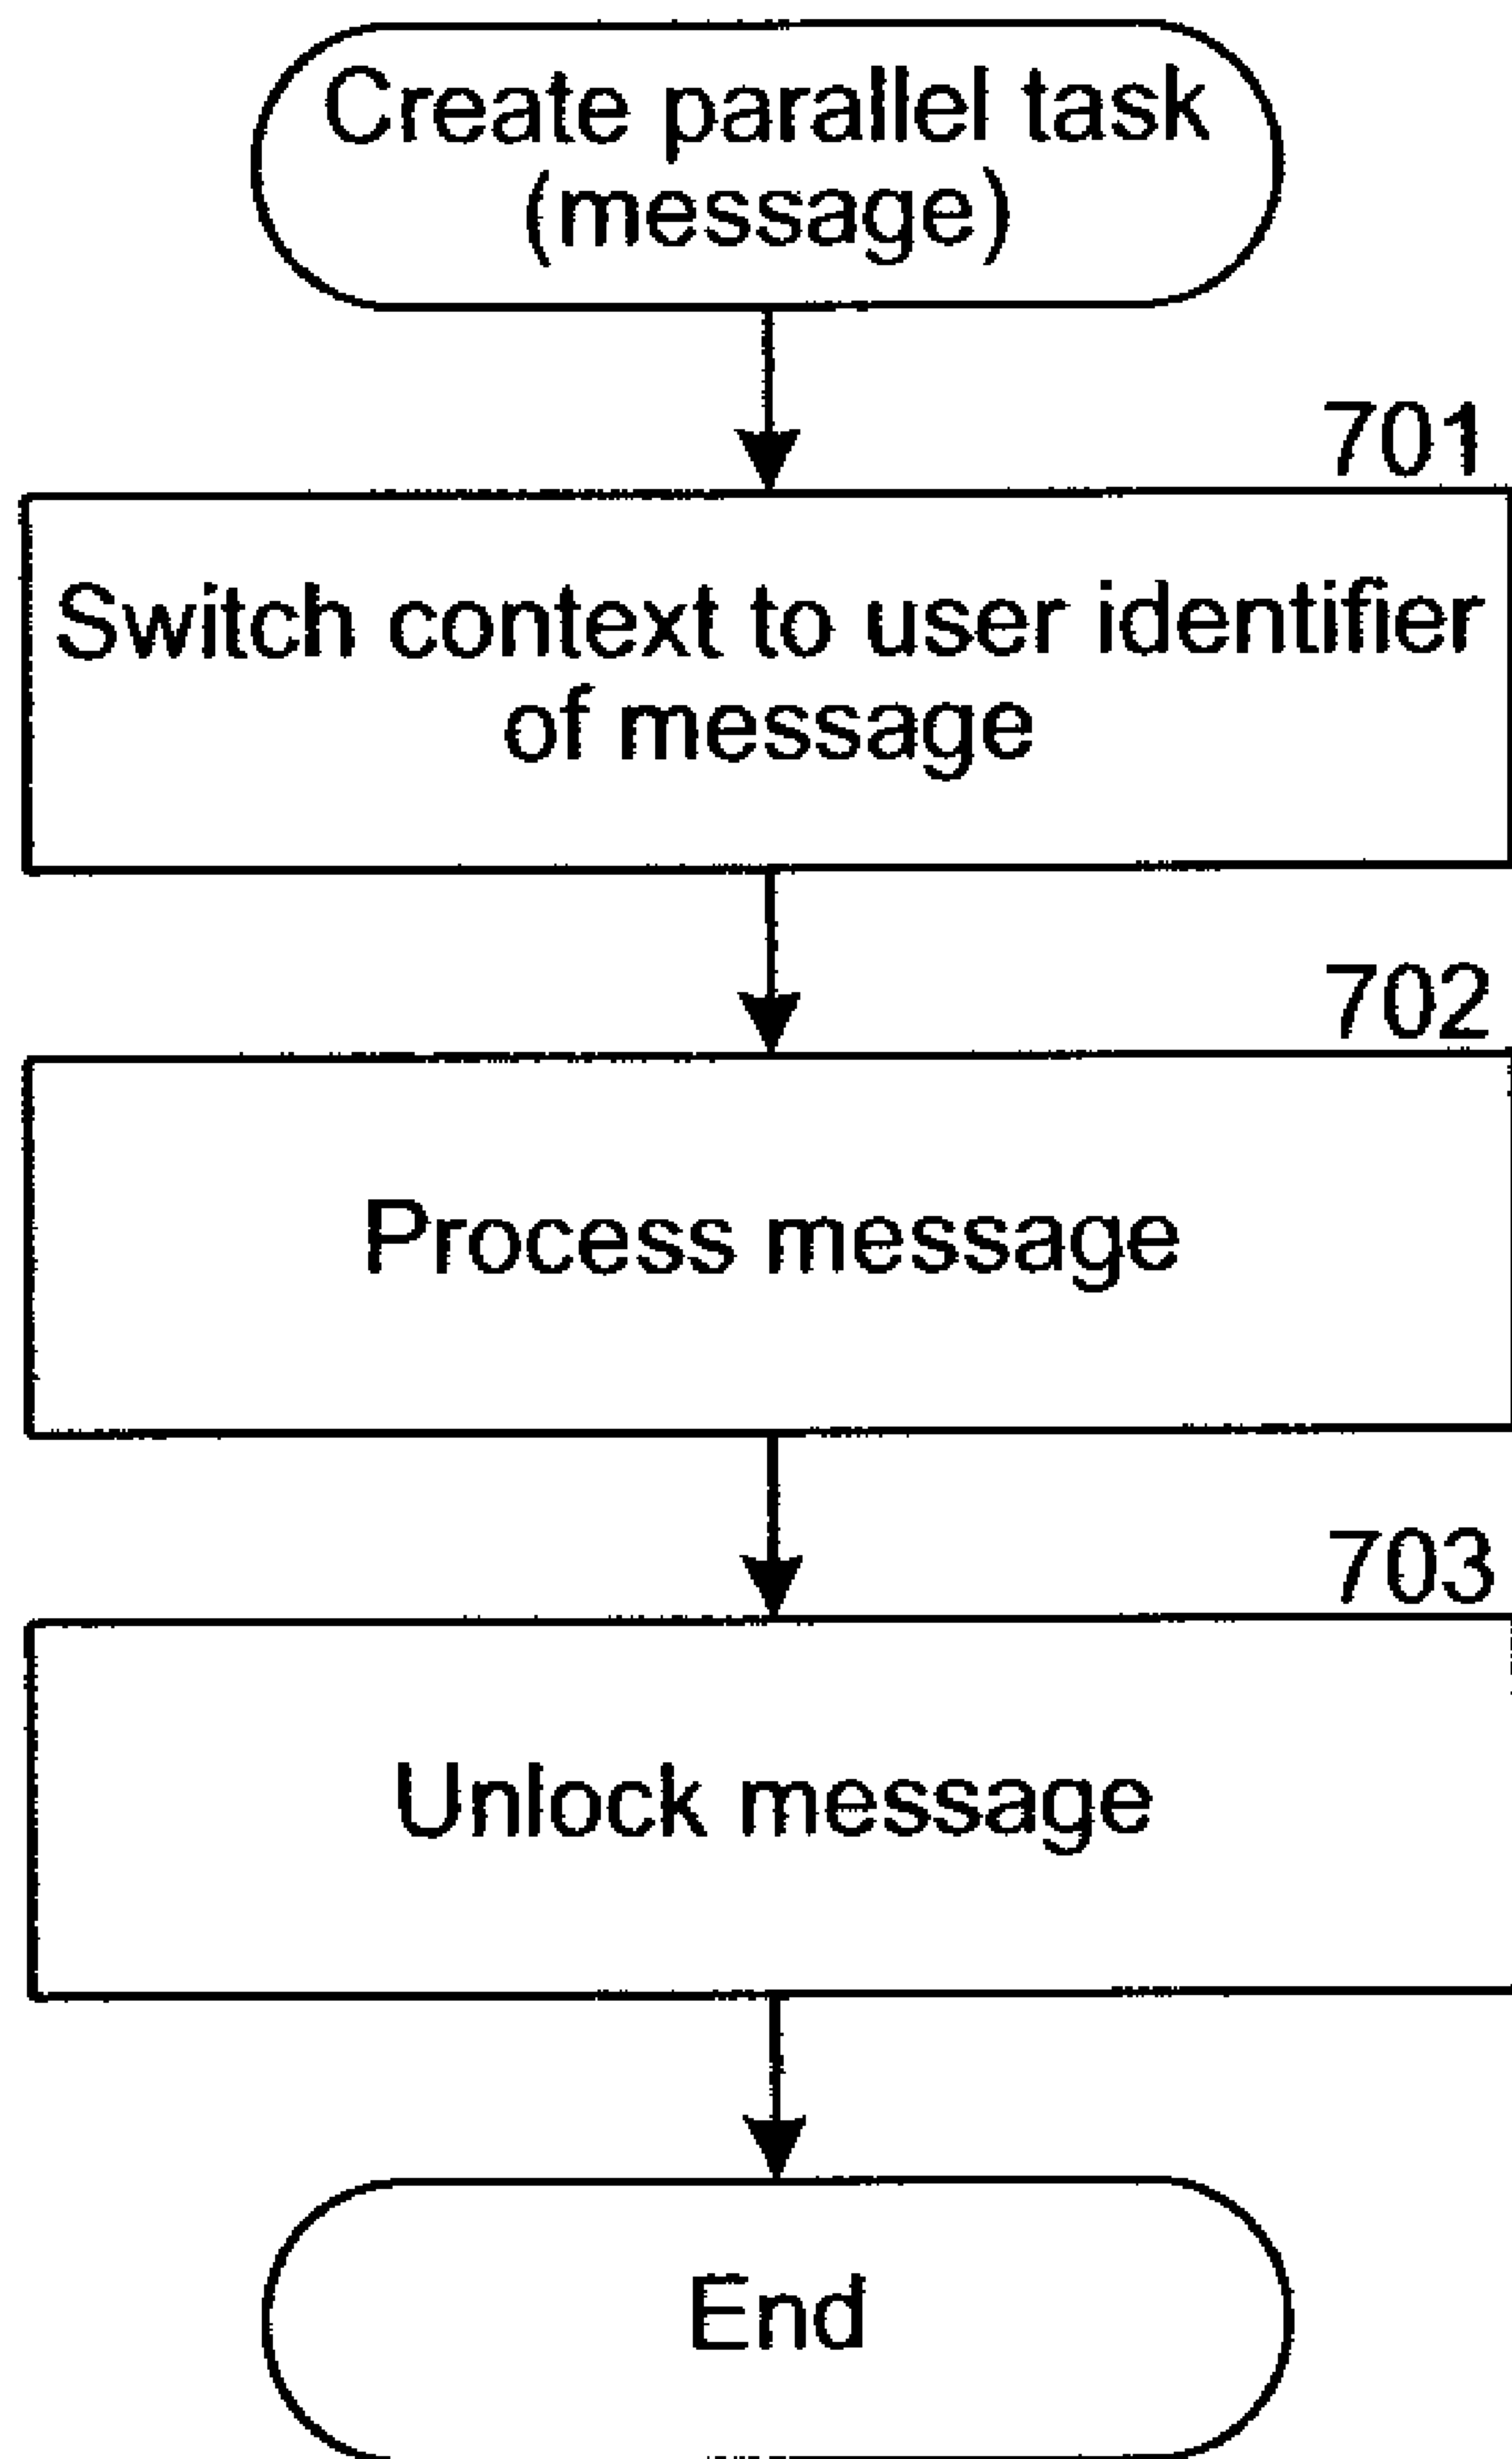 Create parallel task
(message)
701
Switch context to user identifier
of message
702
Process message
703
Unlock message
End